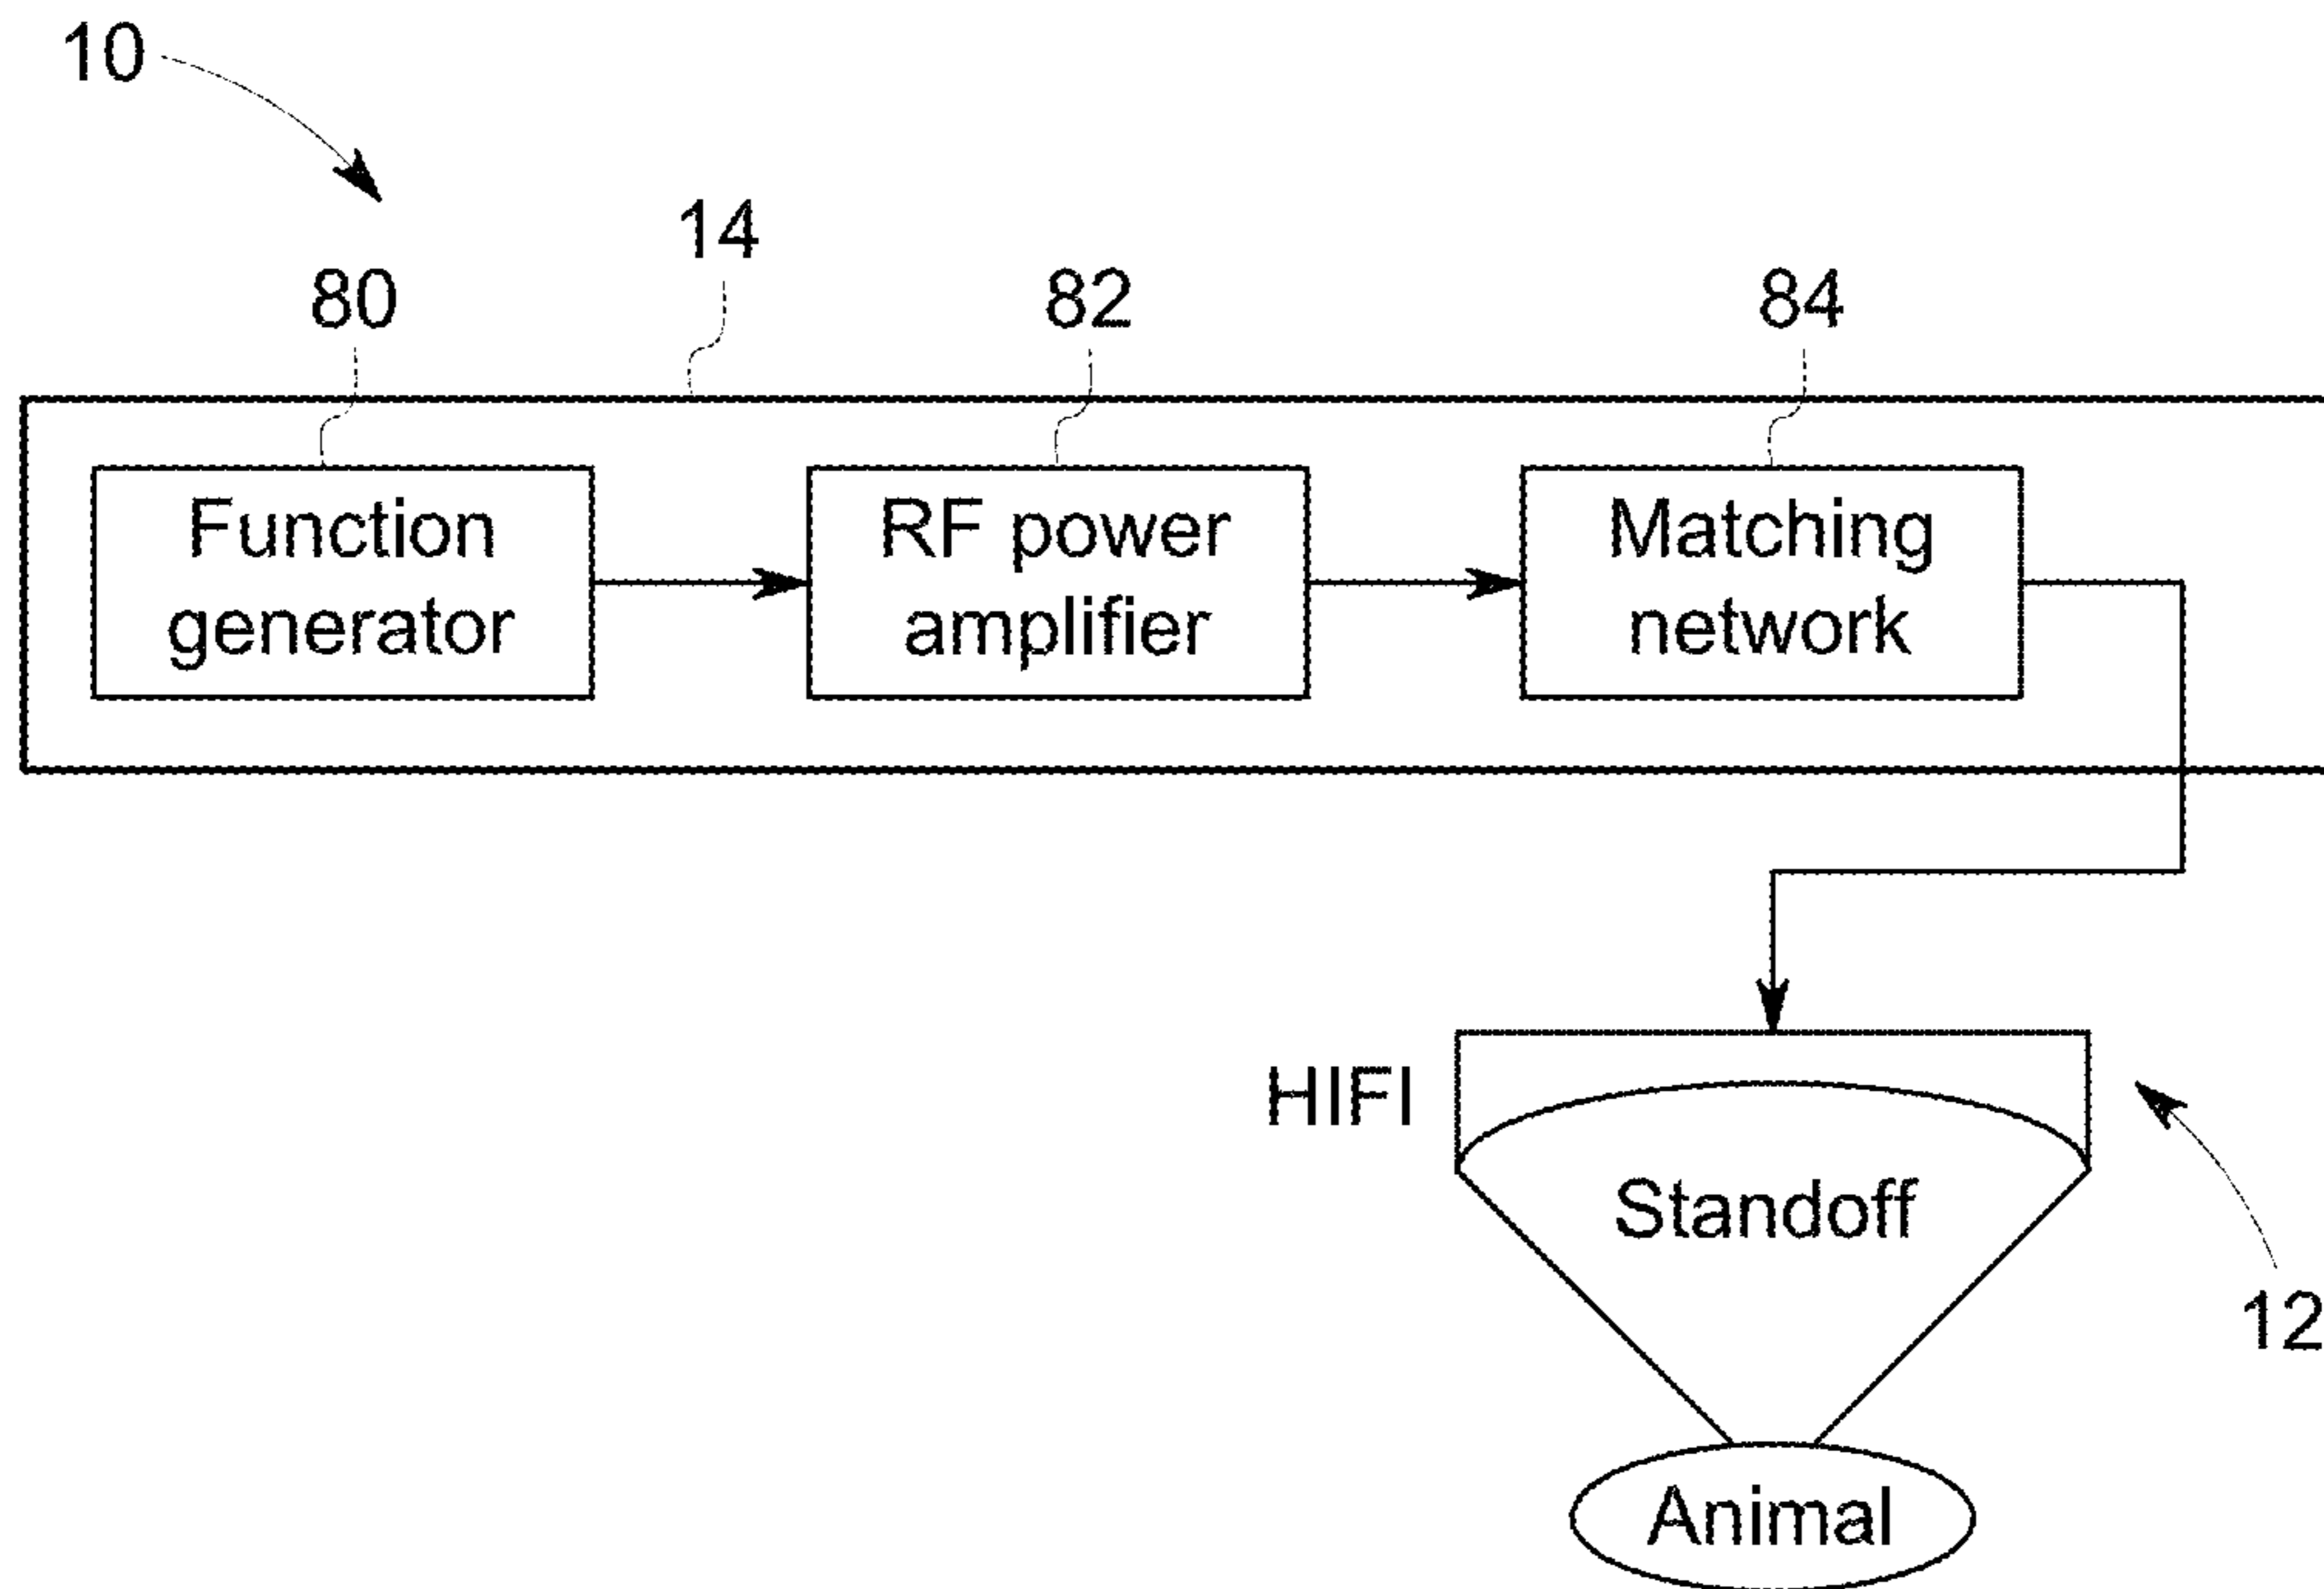 10
14
80
82
84
Function
generator
RF power
amplifier
Matching
network
HIFI
Standoff
12
Animal